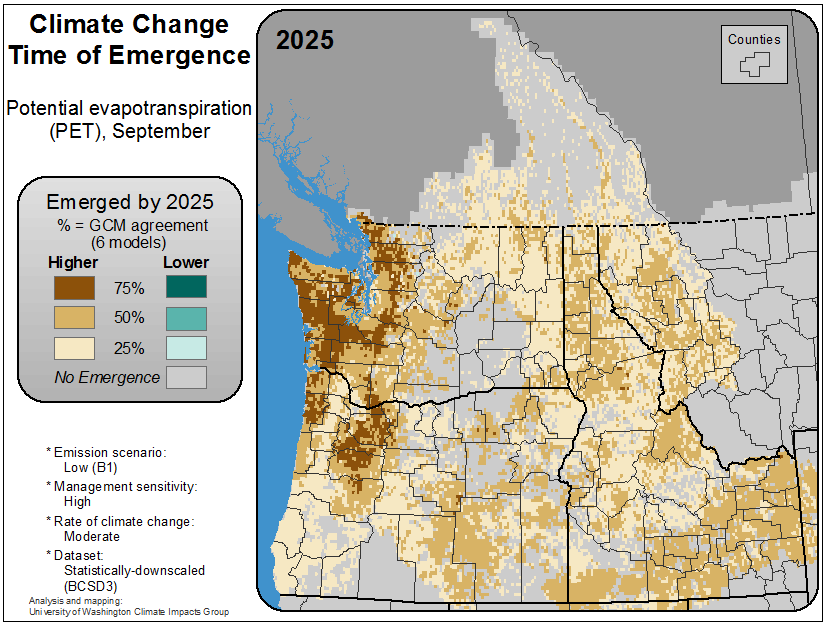 Climate Change
Time of Emergence
Potential evapotranspiration
(PET), September
Emerged by 2025
% = GCM agreement
(6 models)
Higher Lower
75%
50%
25%
No Emergence
* Emission scenario:
Low (B1)
* Management sensitivity:
High
* Rate of climate change:
Moderate
* Dataset:
Statistically-downscaled
(BCSD3)
Analysis and mapping:
University of Washington Climate Impacts Group
2025
Counties